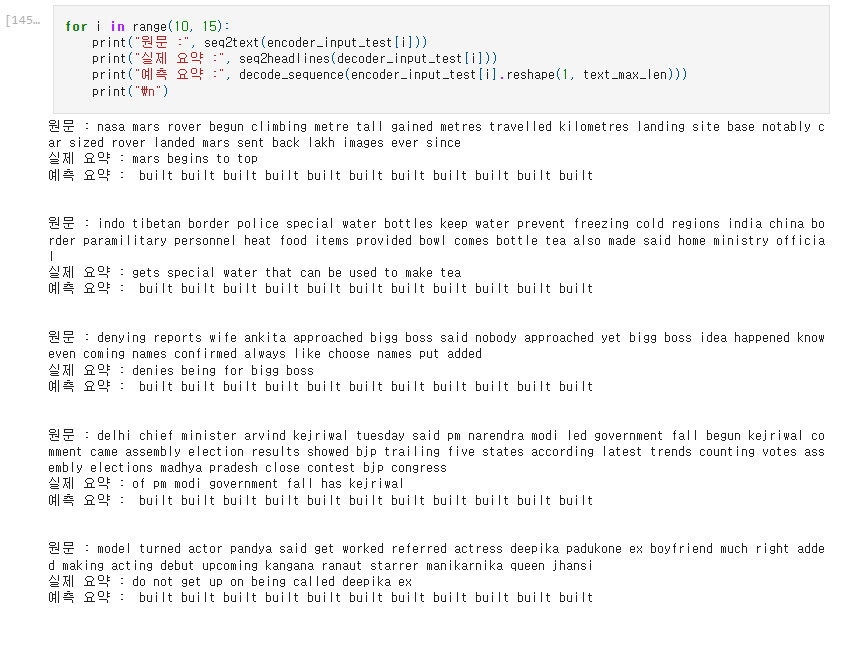 [145…
for i in range(10, 15):
print("원문 :", seq2text(encoder_input_test[i]))
print("실제 요약 :", seq2headlines(decoder_input_test[i]))
print("예측 요약 :", decode_sequence(encoder_input_test[i].reshape(1, text_max_len)))
print("₩n")
원문 : nasa mars rover begun climbing metre tall gained metres travelled kilometres landing site base notably c
ar sized rover landed mars sent back lakh images ever since
실제 요약 : mars begins to top
예측 요약 :  built built built built built built built built built built built
원문 : indo tibetan border police special water bottles keep water prevent freezing cold regions india china bo
rder paramilitary personnel heat food items provided bowl comes bottle tea also made said home ministry officia
l
실제 요약 : gets special water that can be used to make tea
예측 요약 :  built built built built built built built built built built built
원문 : denying reports wife ankita approached bigg boss said nobody approached yet bigg boss idea happened know
even coming names confirmed always like choose names put added
실제 요약 : denies being for bigg boss
예측 요약 :  built built built built built built built built built built built
원문 : delhi chief minister arvind kejriwal tuesday said pm narendra modi led government fall begun kejriwal co
mment came assembly election results showed bjp trailing five states according latest trends counting votes ass
embly elections madhya pradesh close contest bjp congress
실제 요약 : of pm modi government fall has kejriwal
예측 요약 :  built built built built built built built built built built built
원문 : model turned actor pandya said get worked referred actress deepika padukone ex boyfriend much right adde
d making acting debut upcoming kangana ranaut starrer manikarnika queen jhansi
실제 요약 : do not get up on being called deepika ex
예측 요약 :  built built built built built built built built built built built